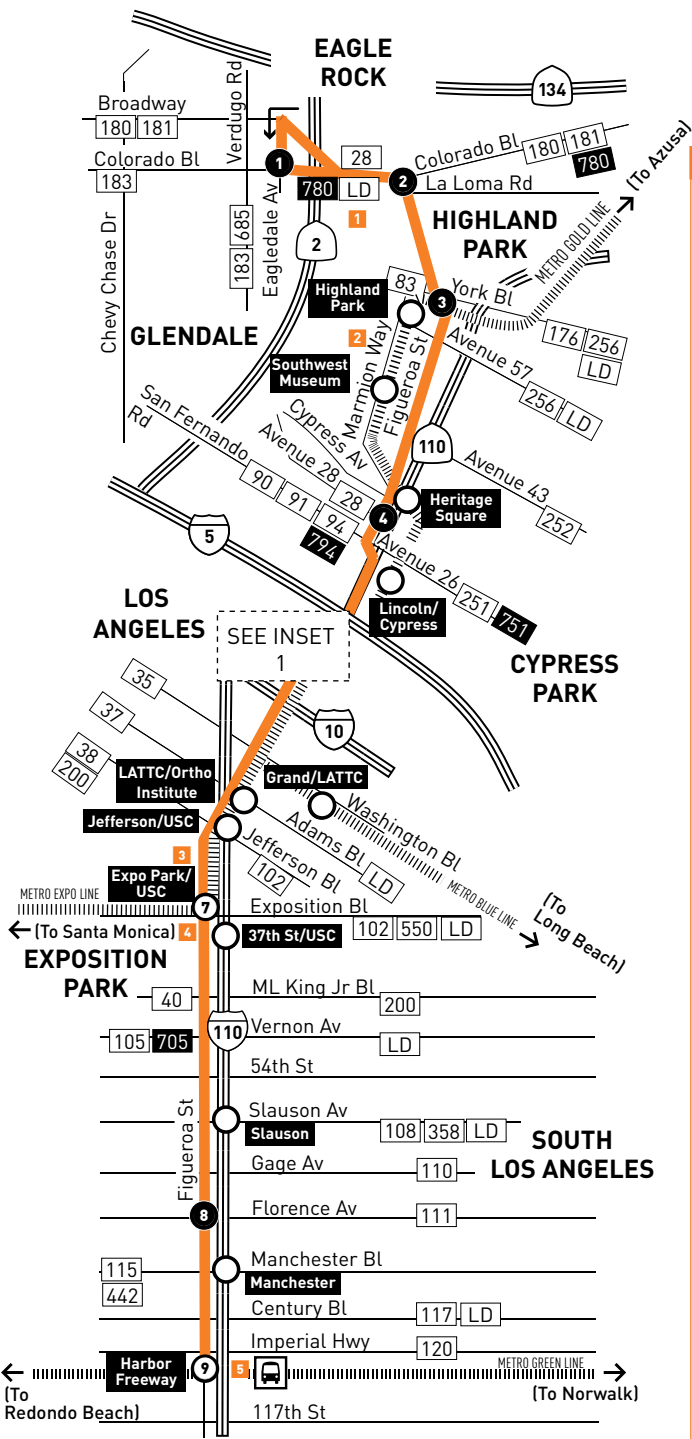 EAGLE
ROCK
134
Broadway
180 181
Verdugo Rd
Colorado Bl
183
1
28
2
Colorado Bl
180 181
780
(To Azusa)
780 LD
La Loma Rd
1
Eagledale Av
2
183 685
Chevy Chase Dr
HIGHLAND
PARK
METRO GOLD LINE
GLENDALE
Highland
Park
83
3
York Bl
176 256
LD
2
Marmion Way
Figueroa St
Avenue 57
256 LD
Southwest
Museum
San Fernando
Rd
Cypress Av
Avenue 28
28
90 91 94
794
110
Avenue 43
252
4
Heritage
Square
5
Avenue 26
251 751
Lincoln/
Cypress
LOS
ANGELES
SEE INSET
1
CYPRESS
PARK
35
37
38
200
10
LATTC/Ortho
Institute
Grand/LATTC
Washington Bl
Jefferson/USC
Adams Bl
LD
Jefferson Bl
102
3
Expo Park/
USC
METRO BLUE LINE
(To
Long Beach)
METRO EXPO LINE
7
Exposition Bl
(To Santa Monica)
4
37th St/USC
102 550 LD
EXPOSITION
PARK
40
ML King Jr Bl
200
105 705
110
Vernon Av
LD
54th St
Figueroa St
Slauson Av
Slauson
108 358 LD
SOUTH
LOS ANGELES
Gage Av
110
8
Florence Av
111
115
442
Manchester Bl
Manchester
Century Bl
117 LD
Imperial Hwy
120
Harbor
Freeway
9
5
METRO GREEN LINE
(To
Redondo Beach)
(To Norwalk)
117th St